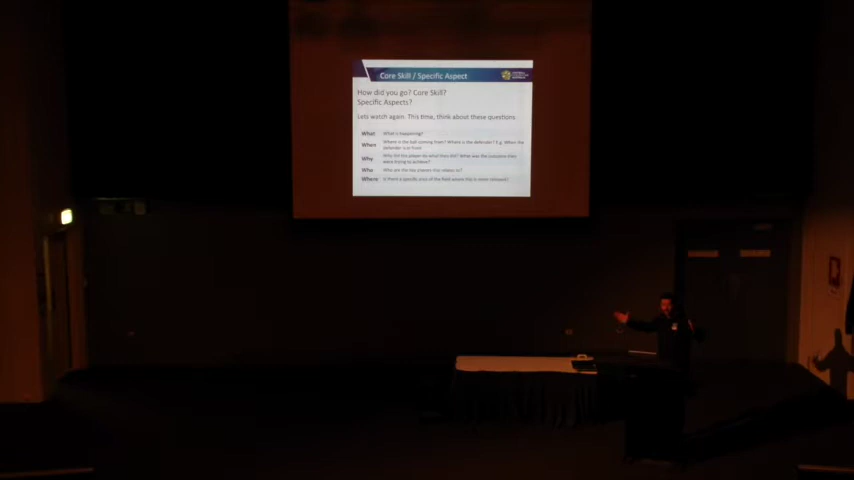 Core Skill / Specific Aspect
How did you go? Core Skill?
Specific Aspects?
Lets watch again. This time, think about these questions
What What is happening?
When Where is the ball coming from? Where is the defender? E.g. When the
defender is in front
Why Why did the player do what they did? What was the outcome they
were trying to achieve?
Who Who are the key players this relates to?
Where Is there a specific area of the field where this is more relevant?